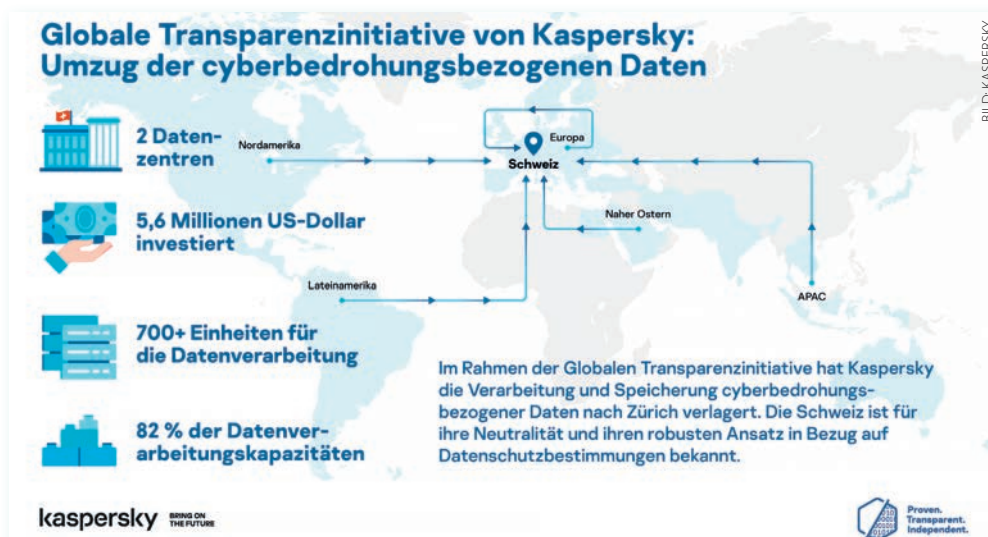 Globale Transparenzinitiative von Kaspersky:
Umzug der cyberbedrohungsbezogenen Daten
BILD: KASPERSKY
2 Daten-
zentren
5,6 Millionen US-Dollar
investiert
700+ Einheiten für
die Datenverarbeitung
82 % der Datenver-
arbeitungskapazitäten
Nordamerika
Europa
Schweiz
Naher Osten
Lateinamerika
APAC
Im Rahmen der Globalen Transparenzinitiative hat Kaspersky
die Verarbeitung und Speicherung cyberbedrohungs-
bezogener Daten nach Zürich verlagert. Die Schweiz ist für
ihre Neutralität und ihren robusten Ansatz in Bezug auf
Datenschutzbestimmungen bekannt.
kaspersky
BRING ON
THE FUTURE
Proven.
Transparent.
Independent.